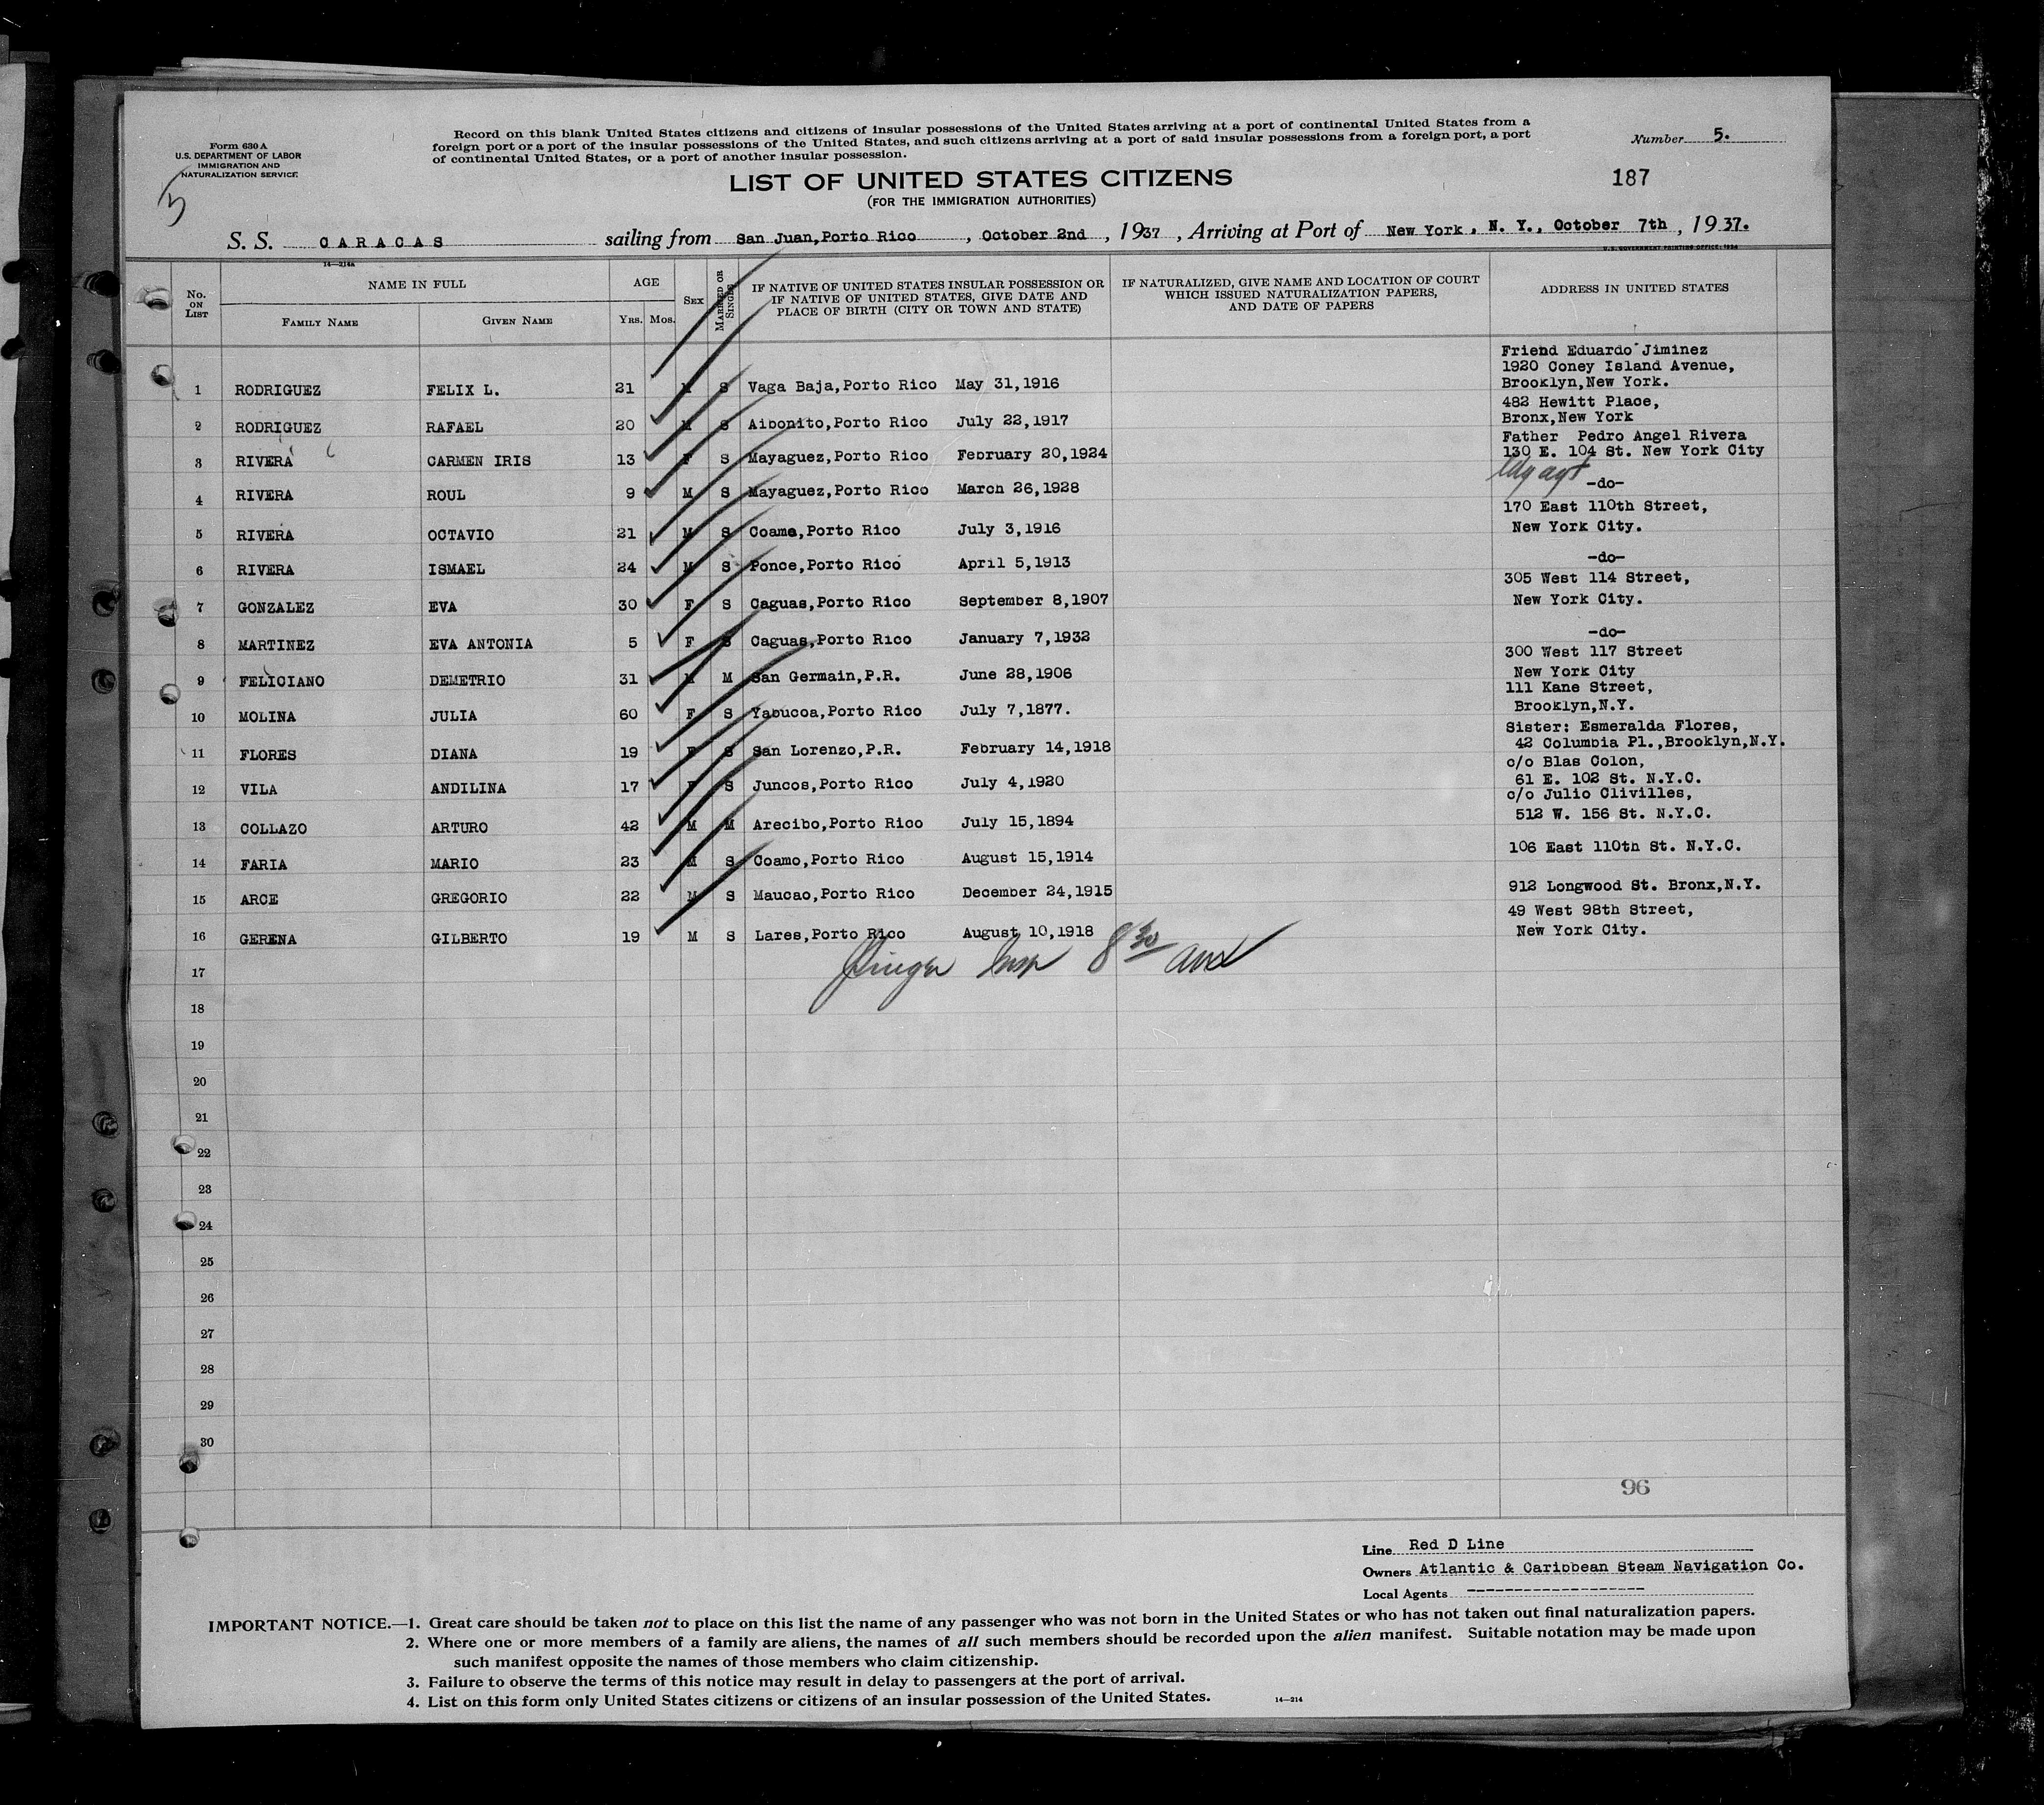 Form 630 A
U.S. DEPARTMENT OF LABOR
IMMIGRATION AND
NATURALIZATION SERVICE
5
Record on this blank United States citizens and citizens of insular possessions of the United States arriving at a port of continental United States from a
foreign port or a port of the insular possessions of the United States, and such citizens arriving at a port of said insular possessions from a foreign port, a port
of continental United States, or a port of another insular possession.
Number 5.
LIST OF UNITED STATES CITIZENS
(FOR THE IMMIGRATION AUTHORITIES)
187
S. S. CARACAS sailing from San Juan, Porto Rico, October 2nd, 1937, Arriving at Port of New York, N. Y., October 7th, 1937.
14—214A
U. S. GOVERNMENT PRINTING OFFICE: 1934
No. ON LIST NAME IN FULL FAMILY NAME GIVEN NAME AGE YRS. MOS. SEX MARRIED OR SINGLE IF NATIVE OF UNITED STATES INSULAR POSSESSION OR IF NATIVE OF UNITED STATES, GIVE DATE AND PLACE OF BIRTH (CITY OR TOWN AND STATE) IF NATURALIZED, GIVE NAME AND LOCATION OF COURT WHICH ISSUED NATURALIZATION PAPERS, AND DATE OF PAPERS ADDRESS IN UNITED STATES
Friend Eduardo Jiminez
1920 Coney Island Avenue,
1 RODRIGUEZ FELIX L. 21 M S Vaga Baja,Porto Rico May 31,1916 Brooklyn,New York.
482 Hewitt Place,
2 RODRIGUEZ RAFAEL 20 M S Aibonito,Porto Rico July 22,1917 Bronx,New York
Father Pedro Angel Rivera
3 RIVERA CARMEN IRIS 13 F S Mayaguez,Porto Rico February 20,1924 130 E. 104 St. New York City
4 RIVERA ROUL 9 M S Mayaguez,Porto Rico March 26,1928 -do-
170 East 110th Street,
5 RIVERA OCTAVIO 21 M S Coamo,Porto Rico July 3,1916 New York City.
6 RIVERA ISMAEL 24 M S Ponce,Porto Rico April 5,1913 -do-
305 West 114 Street,
7 GONZALEZ EVA 30 F S Caguas,Porto Rico September 8,1907 New York City.
8 MARTINEZ EVA ANTONIA 5 F S Caguas,Porto Rico January 7,1932 -do-
300 West 117 Street
9 FELICIANO DEMETRIO 31 M M San Germain,P.R. June 28,1906 New York City
111 Kane Street,
10 MOLINA JULIA 60 F S Yabucoa,Porto Rico July 7,1877. Brooklyn,N.Y.
Sister: Esmeralda Flores,
11 FLORES DIANA 19 F S San Lorenzo,P.R. February 14,1918 42 Columbia Pl.,Brooklyn,N.Y.
c/o Blas Colon,
12 VILA ANDILINA 17 F S Juncos,Porto Rico July 4,1920 61 E. 102 St. N.Y.C.
c/o Julio Clivilles,
13 COLLAZO ARTURO 42 M M Arecibo,Porto Rico July 15,1894 512 W. 156 St. N.Y.C.
14 FARIA MARIO 23 M S Coamo,Porto Rico August 15,1914 106 East 110th St. N.Y.C.
15 ARCE GREGORIO 22 M S Maucao,Porto Rico December 24,1915 912 Longwood St. Bronx,N.Y.
49 West 98th Street,
16 GERENA GILBERTO 19 M S Lares,Porto Rico August 10,1918 New York City.
17 Insp 8 30
18
19
20
21
22
23
24
25
26
27
28
29
30
96
Line Red D Line
Owners Atlantic & Caribbean Steam Navigation Co.
Local Agents -------------------
IMPORTANT NOTICE.—1. Great care should be taken not to place on this list the name of any passenger who was not born in the United States or who has not taken out final naturalization papers.
2. Where one or more members of a family are aliens, the names of all such members should be recorded upon the alien manifest. Suitable notation may be made upon
such manifest opposite the names of those members who claim citizenship.
3. Failure to observe the terms of this notice may result in delay to passengers at the port of arrival.
4. List on this form only United States citizens or citizens of an insular possession of the United States.
14—214